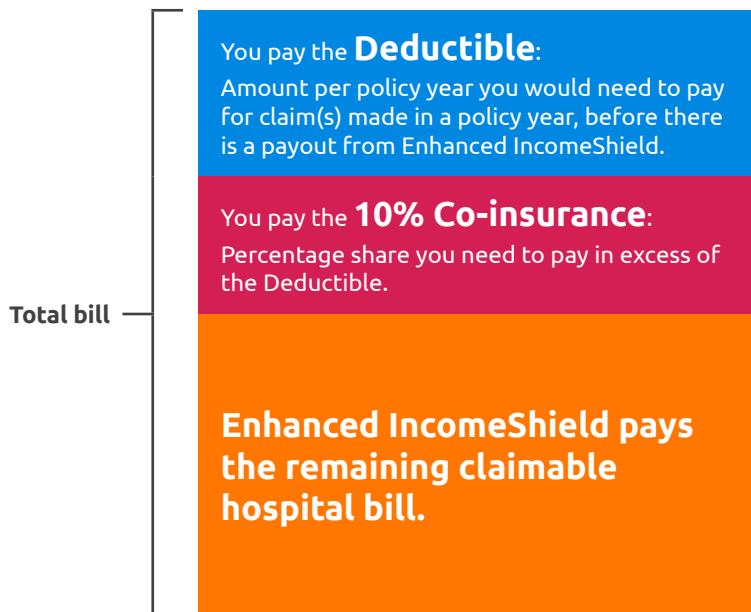 You pay the Deductible:
Amount per policy year you would need to pay
for claim(s) made in a policy year, before there
is a payout from Enhanced IncomeShield.
You pay the 10% Co-insurance:
Percentage share you need to pay in excess of
the Deductible.
Total bill
Enhanced IncomeShield pays
the remaining claimable
hospital bill.